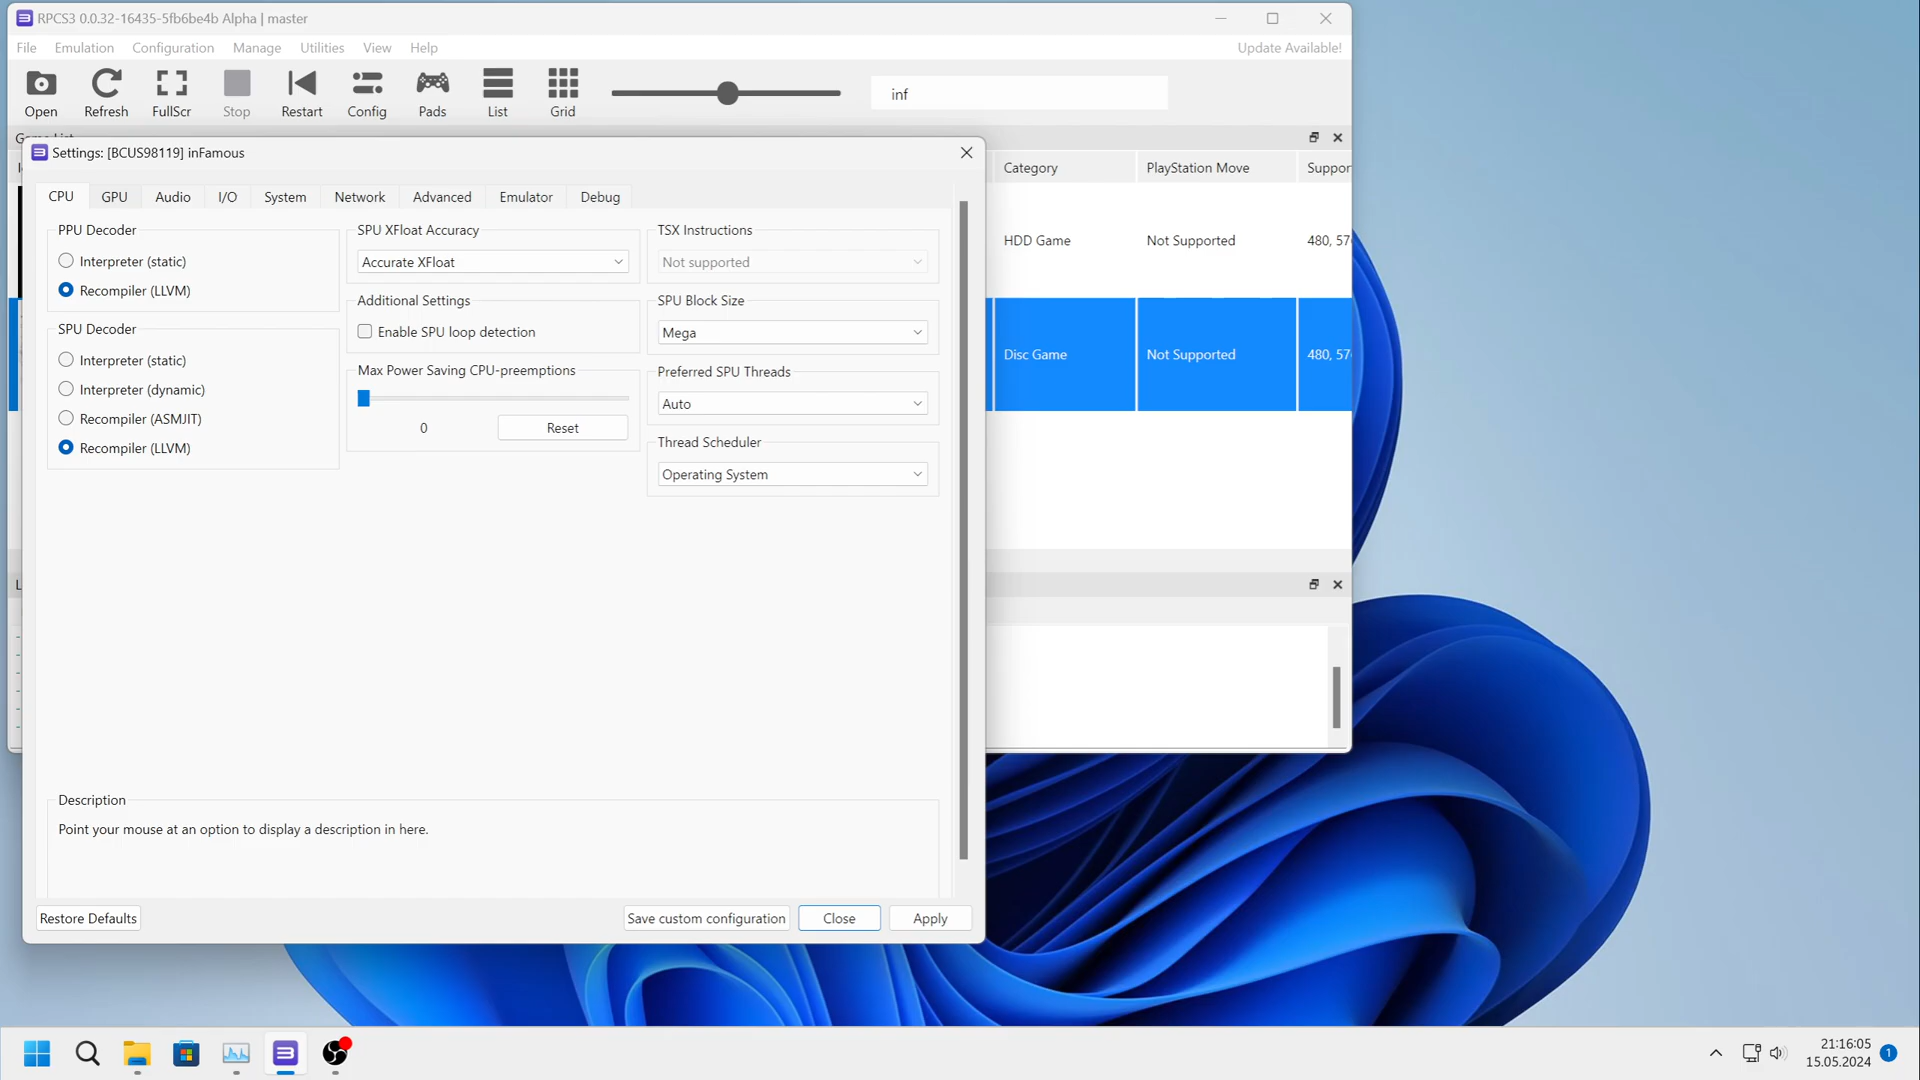 RPCS3 0.0.32-16435-5fb6be4b Alpha | master
File Emulation Configuration Manage Utilities View Help Update Available!
Open Refresh FullScr Stop Restart Config Pads List Grid
inf
Settings: [BCUS98119] inFamous
Category PlayStation Move Suppor
HDD Game Not Supported 480, 57
Disc Game Not Supported 480, 57
CPU GPU Audio I/O System Network Advanced Emulator Debug
PPU Decoder
Interpreter (static)
Recompiler (LLVM)
SPU Decoder
Interpreter (static)
Interpreter (dynamic)
Recompiler (ASMJIT)
Recompiler (LLVM)
SPU XFloat Accuracy
Accurate XFloat
Additional Settings
Enable SPU loop detection
Max Power Saving CPU-preemptions
0 Reset
TSX Instructions
Not supported
SPU Block Size
Mega
Preferred SPU Threads
Auto
Thread Scheduler
Operating System
Description
Point your mouse at an option to display a description in here.
Restore Defaults Save custom configuration Close Apply
21:16:05
15.05.2024
1